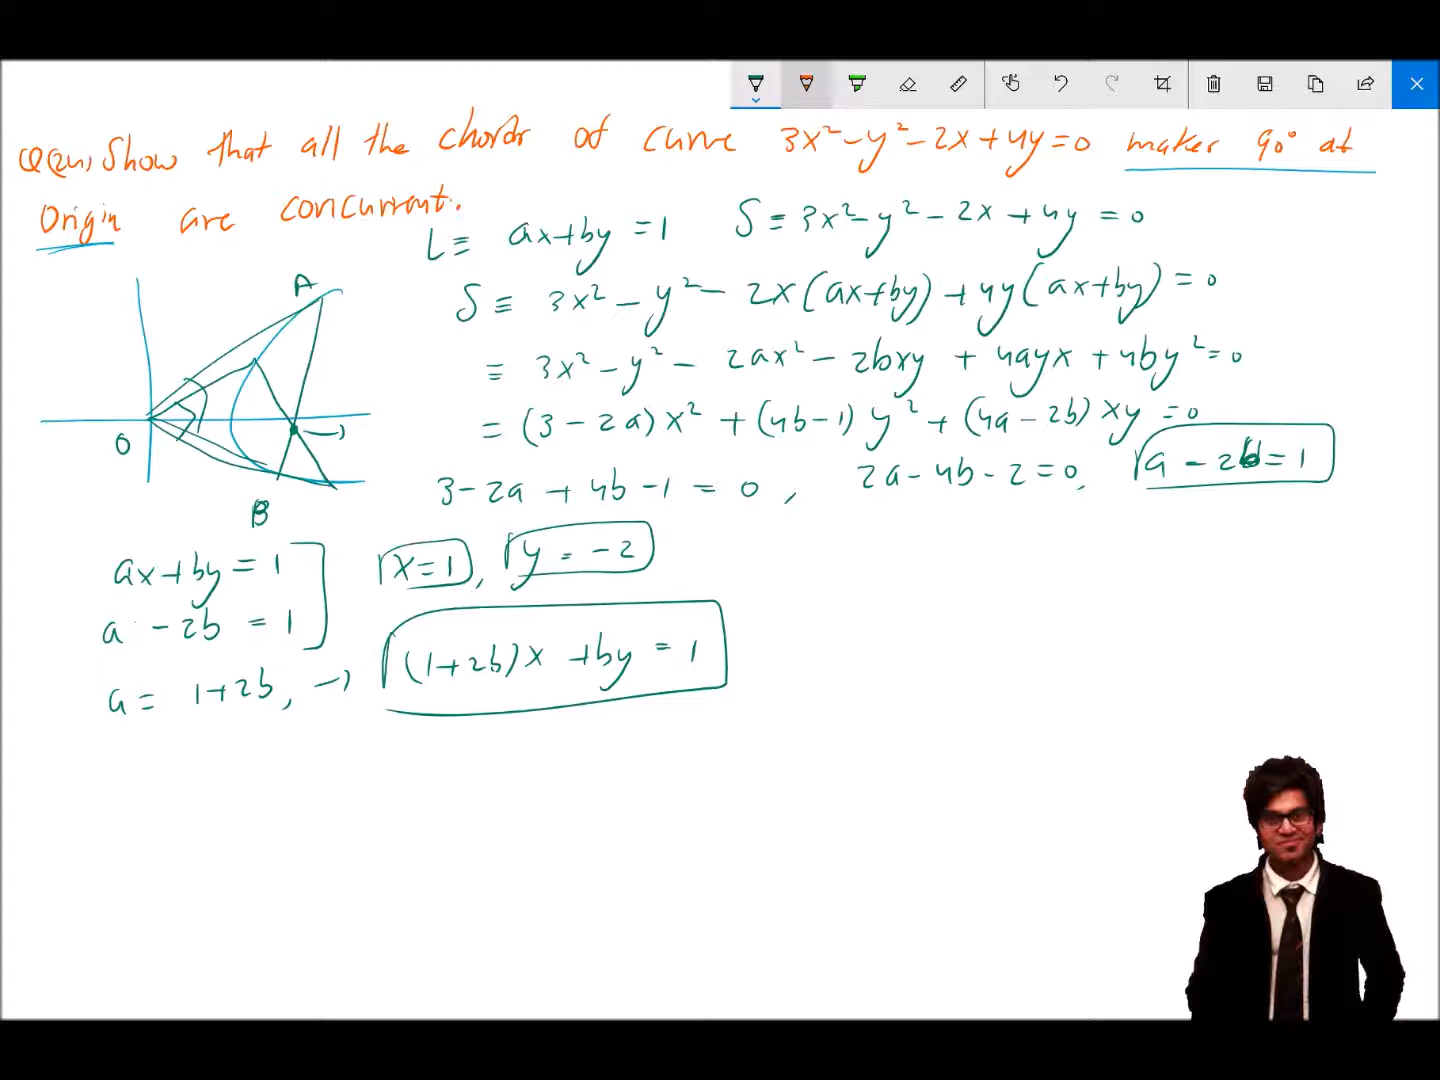 Q(24) Show that all the chords of curve 3x² - y² - 2x + 4y = 0 makes 90° at
Origin are concurrent.
L ≡ ax + by = 1 S ≡ 3x² - y² - 2x + 4y = 0
S ≡ 3x² - y² - 2x(ax + by) + 4y(ax + by) = 0
≡ 3x² - y² - 2ax² - 2bxy + 4ayx + 4by² = 0
= (3 - 2a)x² + (4b - 1)y² + (4a - 2b)xy = 0
3 - 2a + 4b - 1 = 0, 2a - 4b - 2 = 0, a - 2b = 1
A
O
B
ax + by = 1 x = 1, y = -2
a - 2b = 1
a = 1 + 2b, → (1 + 2b)x + by = 1